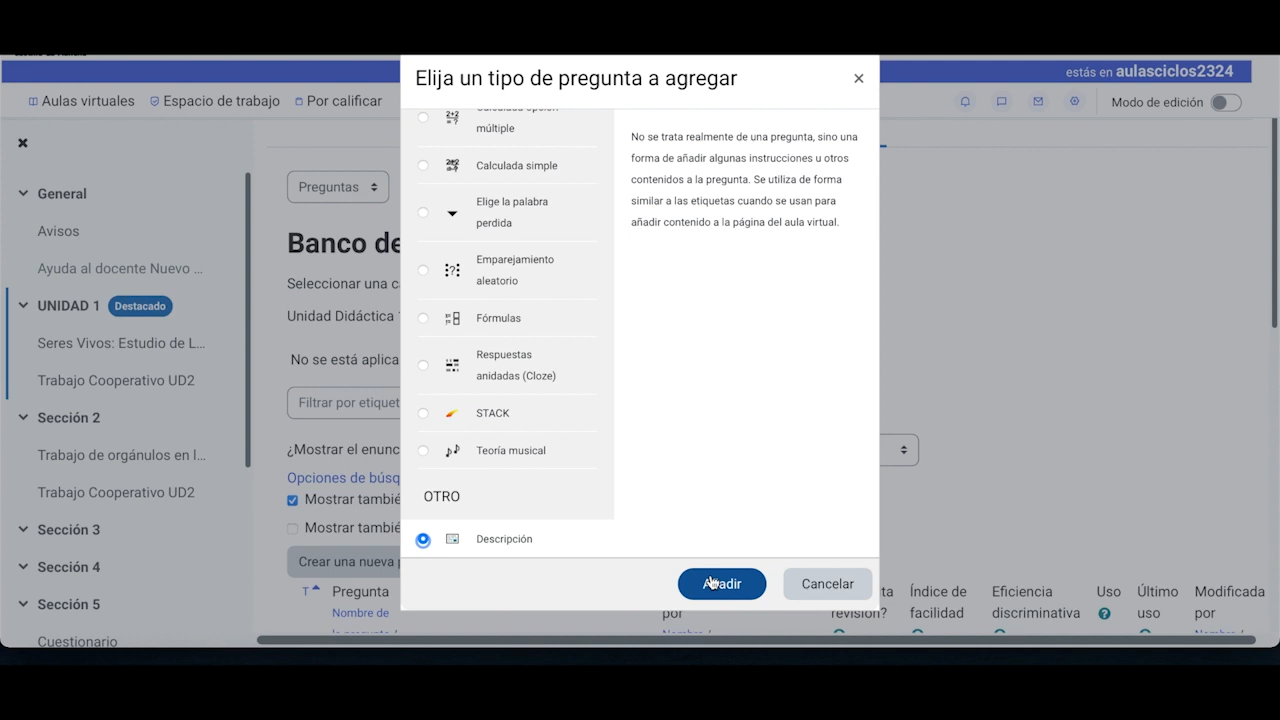 estás en aulasciclos2324
Aulas virtuales
Espacio de trabajo
Por calificar
Modo de edición
General
Avisos
Ayuda al docente Nuevo ...
UNIDAD 1 Destacado
Seres Vivos: Estudio de L...
Trabajo Cooperativo UD2
Sección 2
Trabajo de orgánulos en l...
Trabajo Cooperativo UD2
Sección 3
Sección 4
Sección 5
Cuestionario
Preguntas
Banco de
Seleccionar una c
Unidad Didáctica
No se está aplica
Filtrar por etiquet
¿Mostrar el enunc
Opciones de búsq
Mostrar tambié
Mostrar tambié
Crear una nueva p
Elija un tipo de pregunta a agregar
Calculada opción
múltiple
Calculada simple
Elige la palabra
perdida
Emparejamiento
aleatorio
Fórmulas
Respuestas
anidadas (Cloze)
STACK
Teoría musical
OTRO
Descripción
No se trata realmente de una pregunta, sino una
forma de añadir algunas instrucciones u otros
contenidos a la pregunta. Se utiliza de forma
similar a las etiquetas cuando se usan para
añadir contenido a la página del aula virtual.
Añadir
Cancelar
T
Pregunta
Nombre de
por
ta
revisión?
Índice de
facilidad
Eficiencia
discriminativa
Uso
Último
uso
Modificada
por